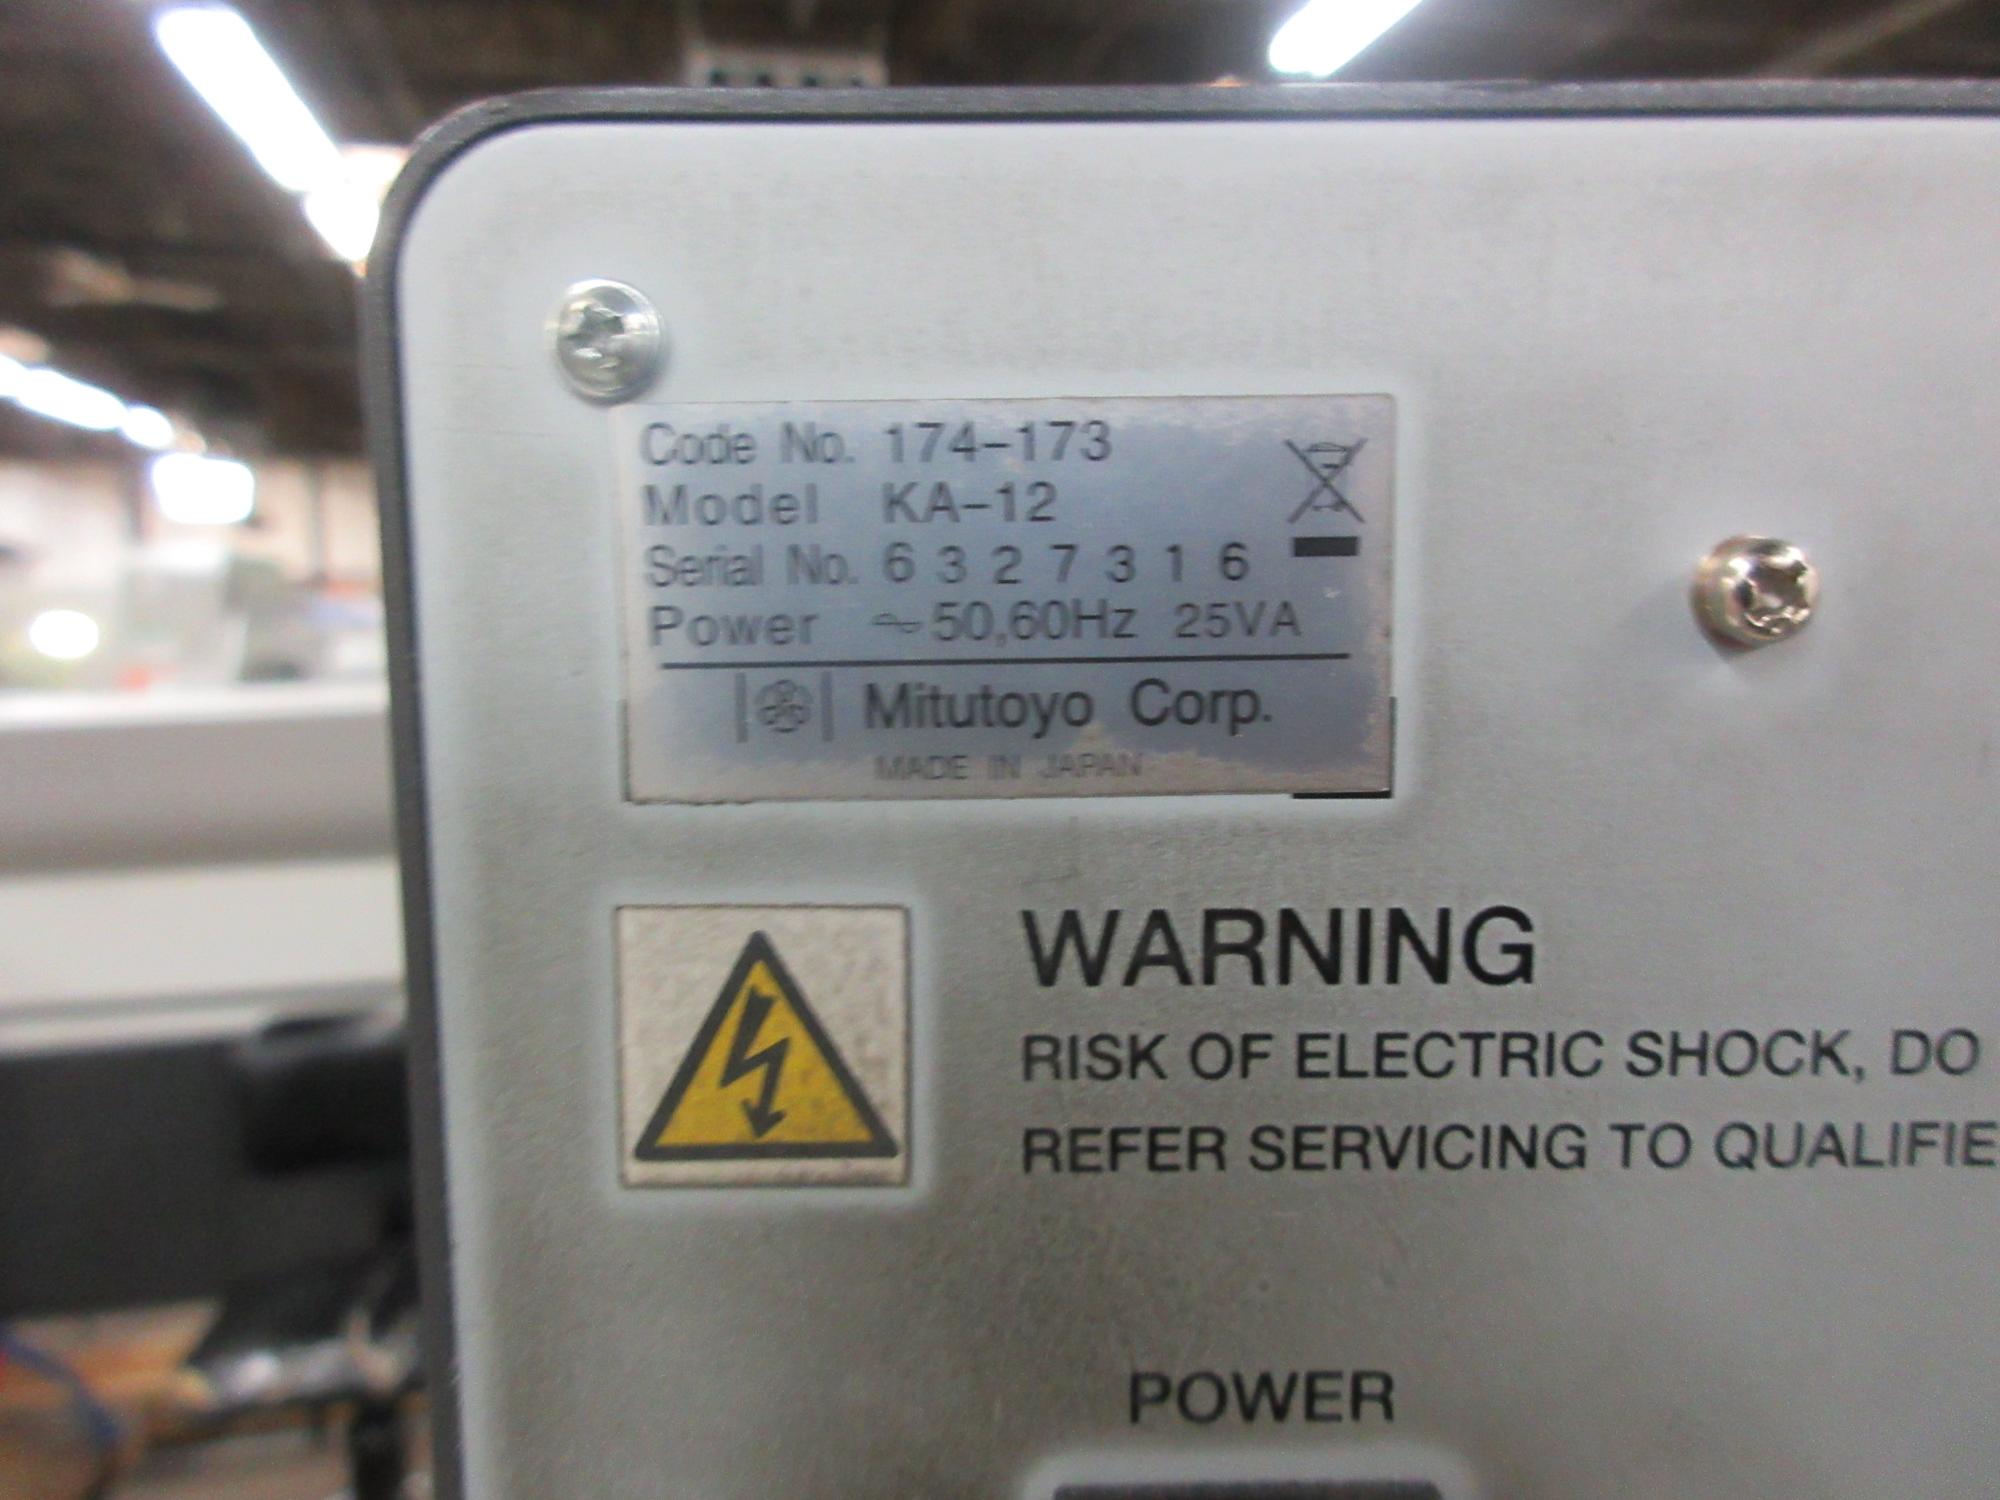 Code No. 174-173
Model KA-12
Serial No. 6 3 2 7 3 1 6
Power ~50,60Hz 25VA
Mitutoyo Corp.
MADE IN JAPAN
WARNING
RISK OF ELECTRIC SHOCK, DO
REFER SERVICING TO QUALIFIE
POWER